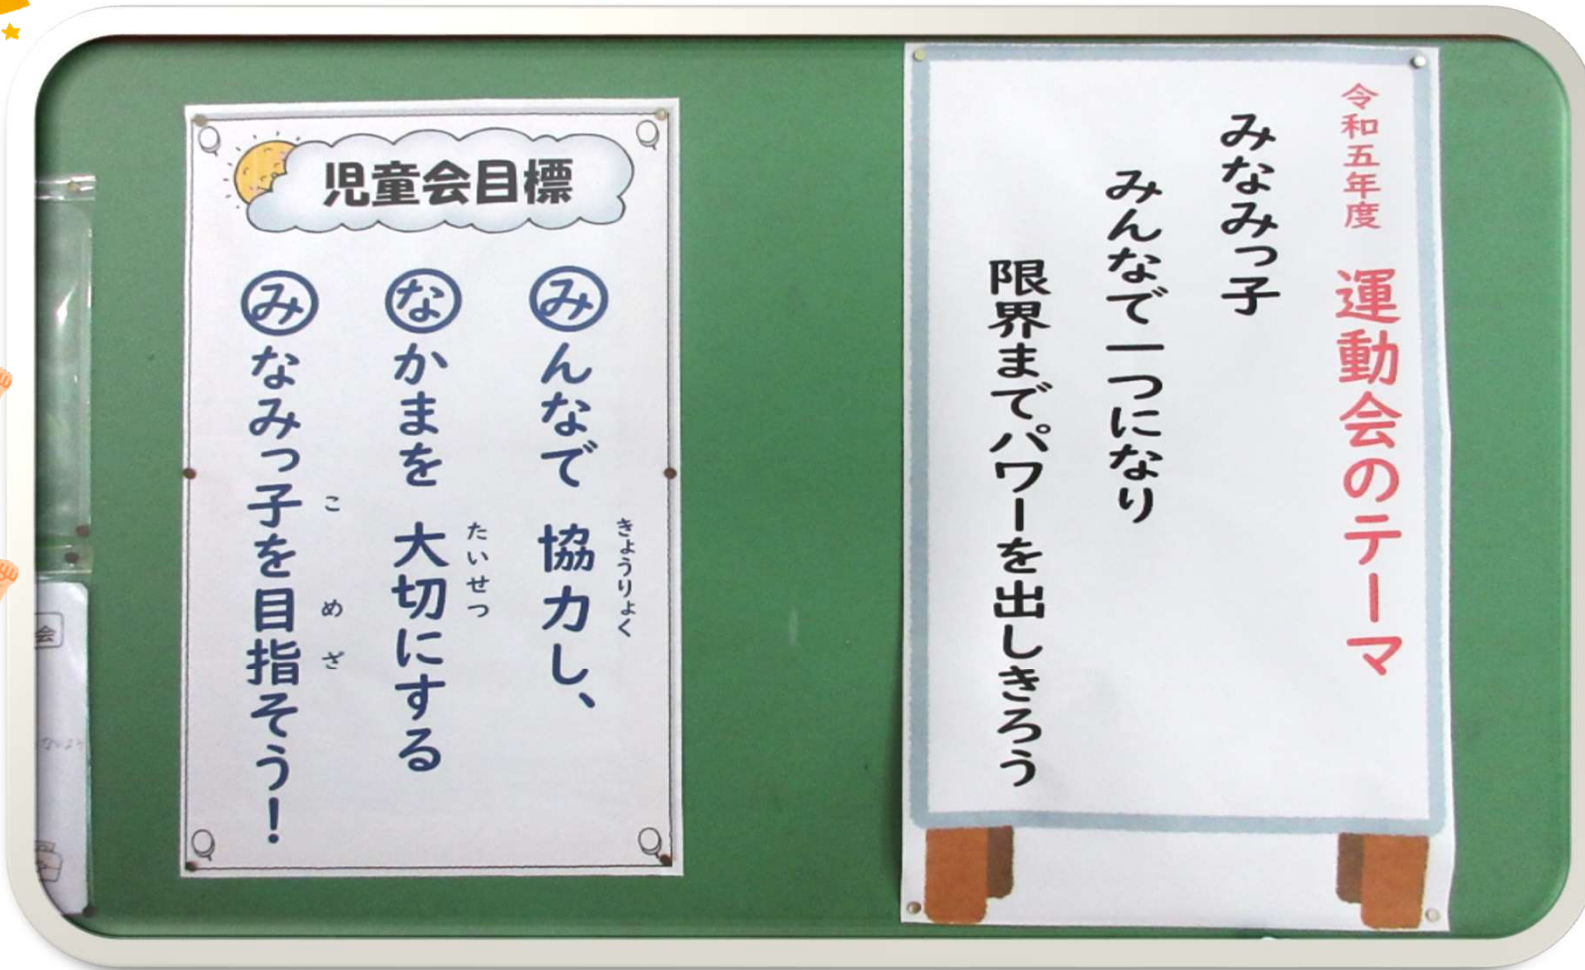 令和五年度 運動会のテーマ
みなみっ子
みんなで一つになり
限界までパワーを出しきろう
児童会目標
みんなで 協力し、
きょうりょく
なかまを 大切にする
たいせつ
みなみっ子を目指そう!
こ め ざ
会